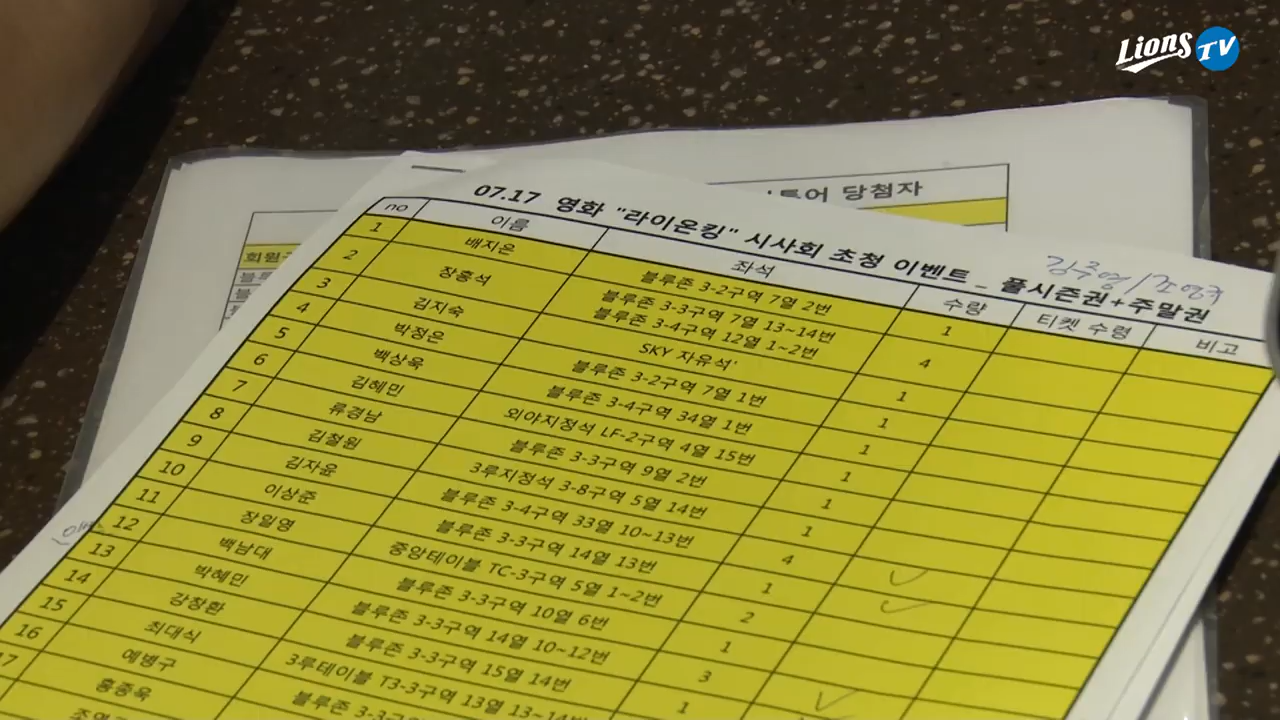 Lions TV
투어 당첨자
회원
07.17 영화 "라이온킹" 시사회 초청 이벤트 _ 풀시즌권+주말권
no 이름 좌석 수량 티켓 수령 비고
1 배지은 블루존 3-2구역 7열 2번 1
2 장홍석 블루존 3-3구역 7열 13~14번
블루존 3-4구역 12열 1~2번 4
3 김지숙 SKY 자유석' 1
4 박정은 블루존 3-2구역 7열 1번 1
5 백상욱 블루존 3-4구역 34열 1번 1
6 김혜민 외야지정석 LF-2구역 4열 15번 1
7 류경남 블루존 3-3구역 9열 2번 1
8 김철원 3루지정석 3-8구역 5열 14번 1
9 김자윤 블루존 3-4구역 33열 10~13번 4
10 이상준 블루존 3-3구역 14열 13번 1
11 장일영 중앙테이블 TC-3구역 5열 1~2번 2
12 백남대 블루존 3-3구역 10열 6번 1
13 박혜민 블루존 3-3구역 14열 10~12번 3
14 강창환 블루존 3-3구역 15열 14번 1
15 최대식 3루테이블 T3-3구역 13열 13~14번
16 예병구 블루존 3-3구
17 홍종욱